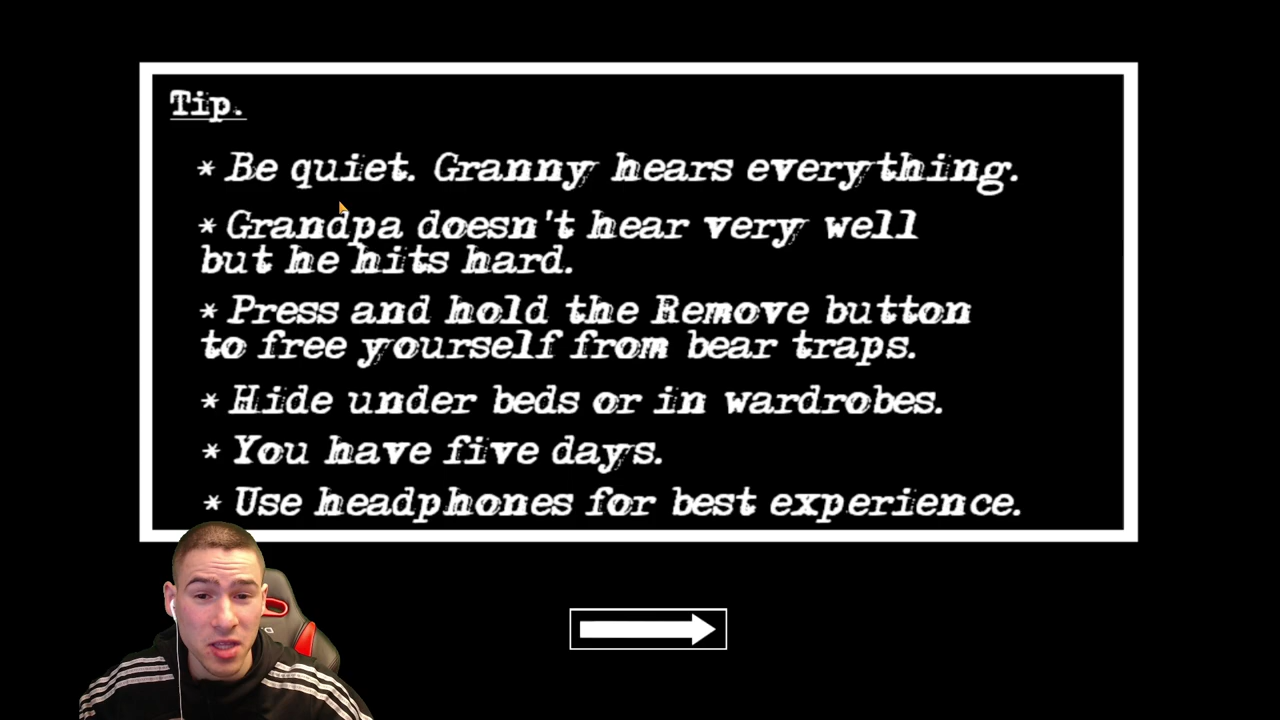 Tip.
* Be quiet. Granny hears everything.
* Grandpa doesn't hear very well
but he hits hard.
* Press and hold the Remove button
to free yourself from bear traps.
* Hide under beds or in wardrobes.
* You have five days.
* Use headphones for best experience.